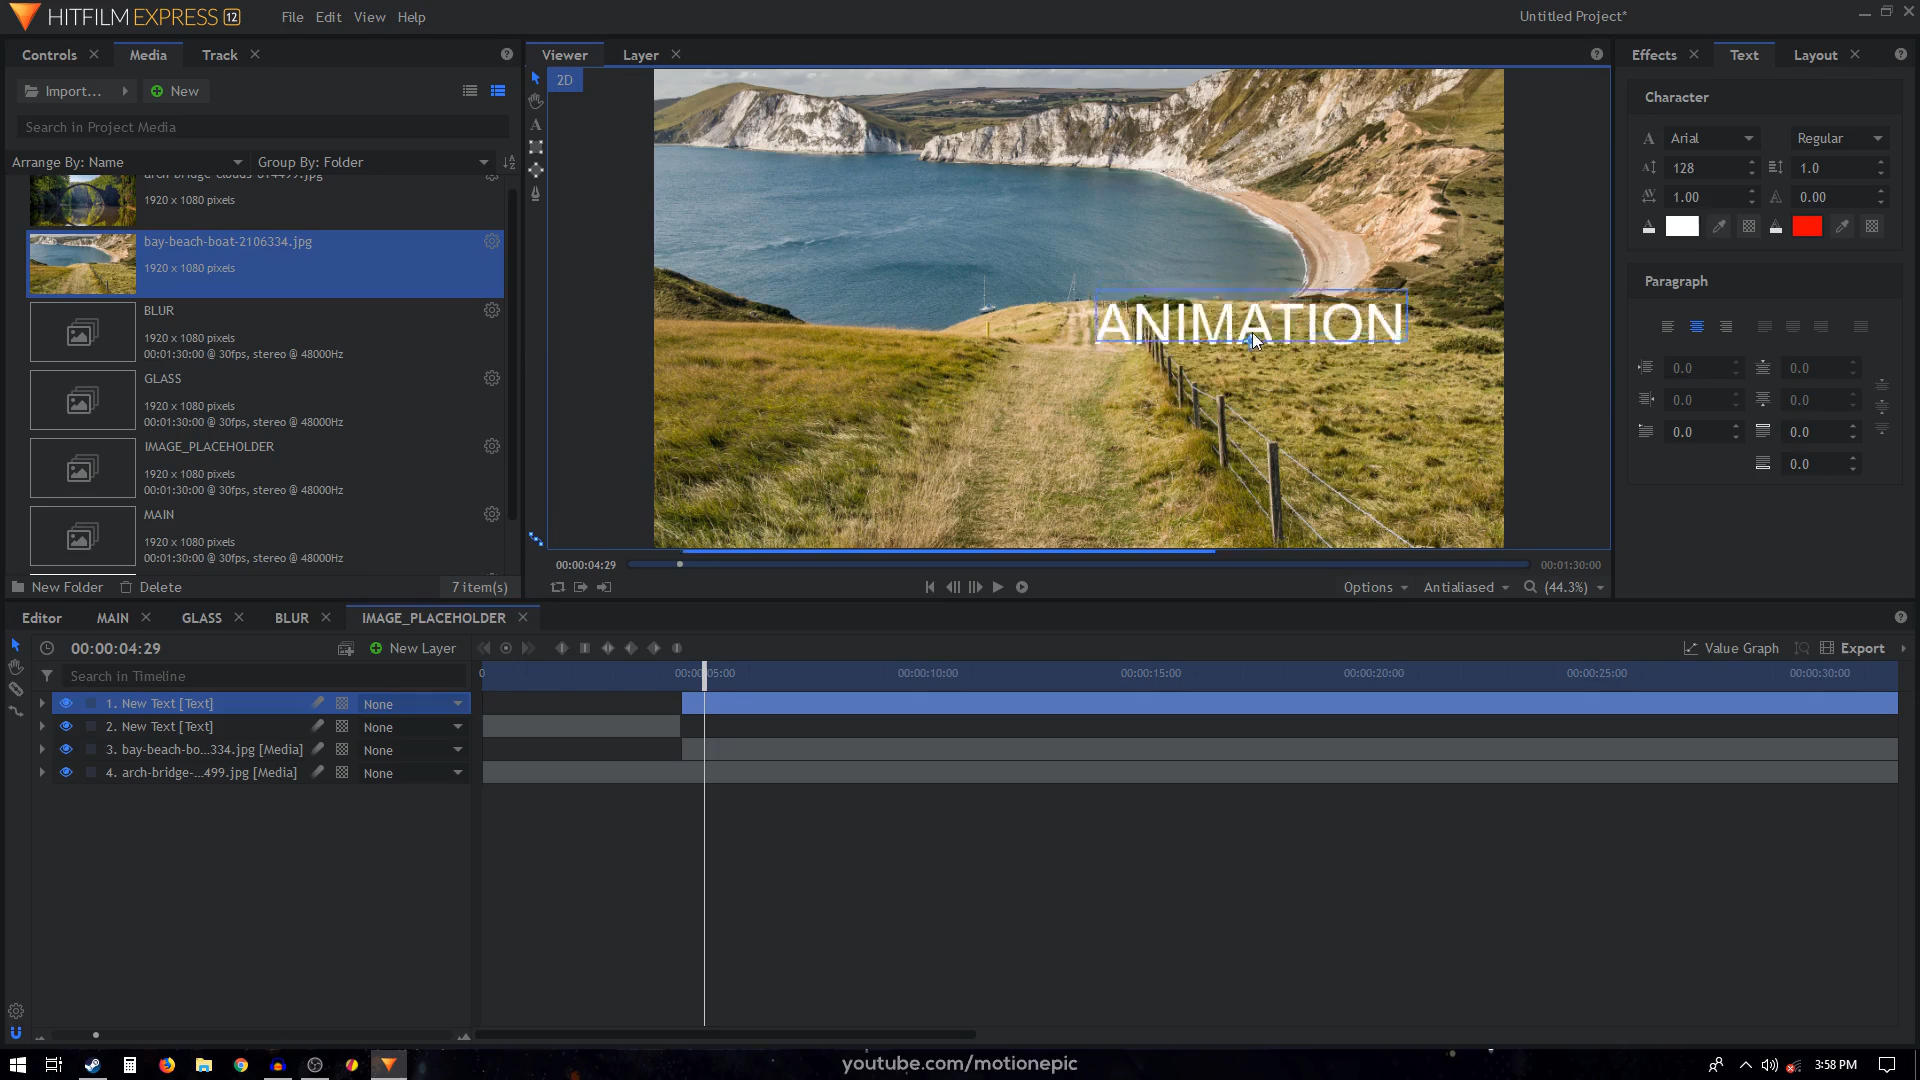 HITFILM EXPRESS 12
File Edit View Help
Untitled Project*
Controls Media Track
Viewer Layer
Effects Text Layout
Import... New
2D
Search in Project Media
Arrange By: Name Group By: Folder
arch-bridge-clouds-814499.jpg
1920 x 1080 pixels
bay-beach-boat-2106334.jpg
1920 x 1080 pixels
BLUR
1920 x 1080 pixels
00:01:30:00 @ 30fps, stereo @ 48000Hz
GLASS
1920 x 1080 pixels
00:01:30:00 @ 30fps, stereo @ 48000Hz
IMAGE_PLACEHOLDER
1920 x 1080 pixels
00:01:30:00 @ 30fps, stereo @ 48000Hz
MAIN
1920 x 1080 pixels
00:01:30:00 @ 30fps, stereo @ 48000Hz
New Folder Delete 7 item(s)
ANIMATION
00:00:04:29 00:01:30:00
Options Antialiased (44.3%)
Character
Arial Regular
128 1.0
1.00 0.00
Paragraph
0.0 0.0
0.0 0.0
0.0 0.0
0.0
Editor MAIN GLASS BLUR IMAGE_PLACEHOLDER
00:00:04:29 New Layer Value Graph Export
Search in Timeline
0 00:00:05:00 00:00:10:00 00:00:15:00 00:00:20:00 00:00:25:00 00:00:30:00
1. New Text [Text] None
2. New Text [Text] None
3. bay-beach-bo...334.jpg [Media] None
4. arch-bridge-...499.jpg [Media] None
youtube.com/motionepic
3:58 PM